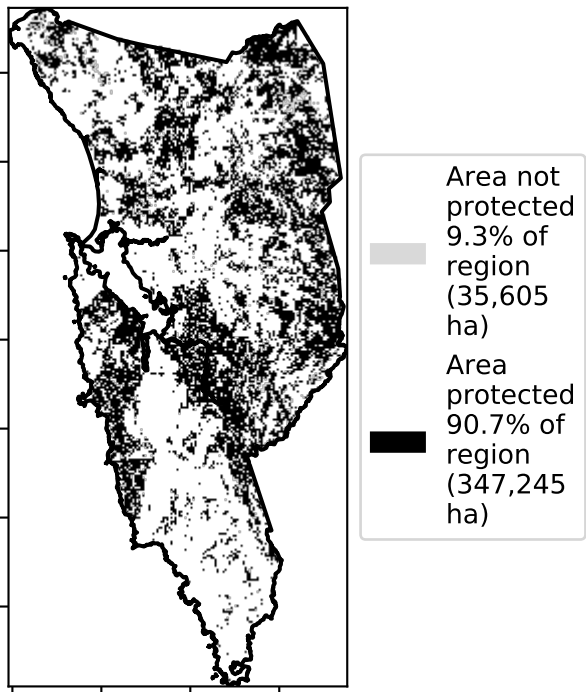 Area not
protected
9.3% of
region
(35,605
ha)
Area
protected
90.7% of
region
(347,245
ha)